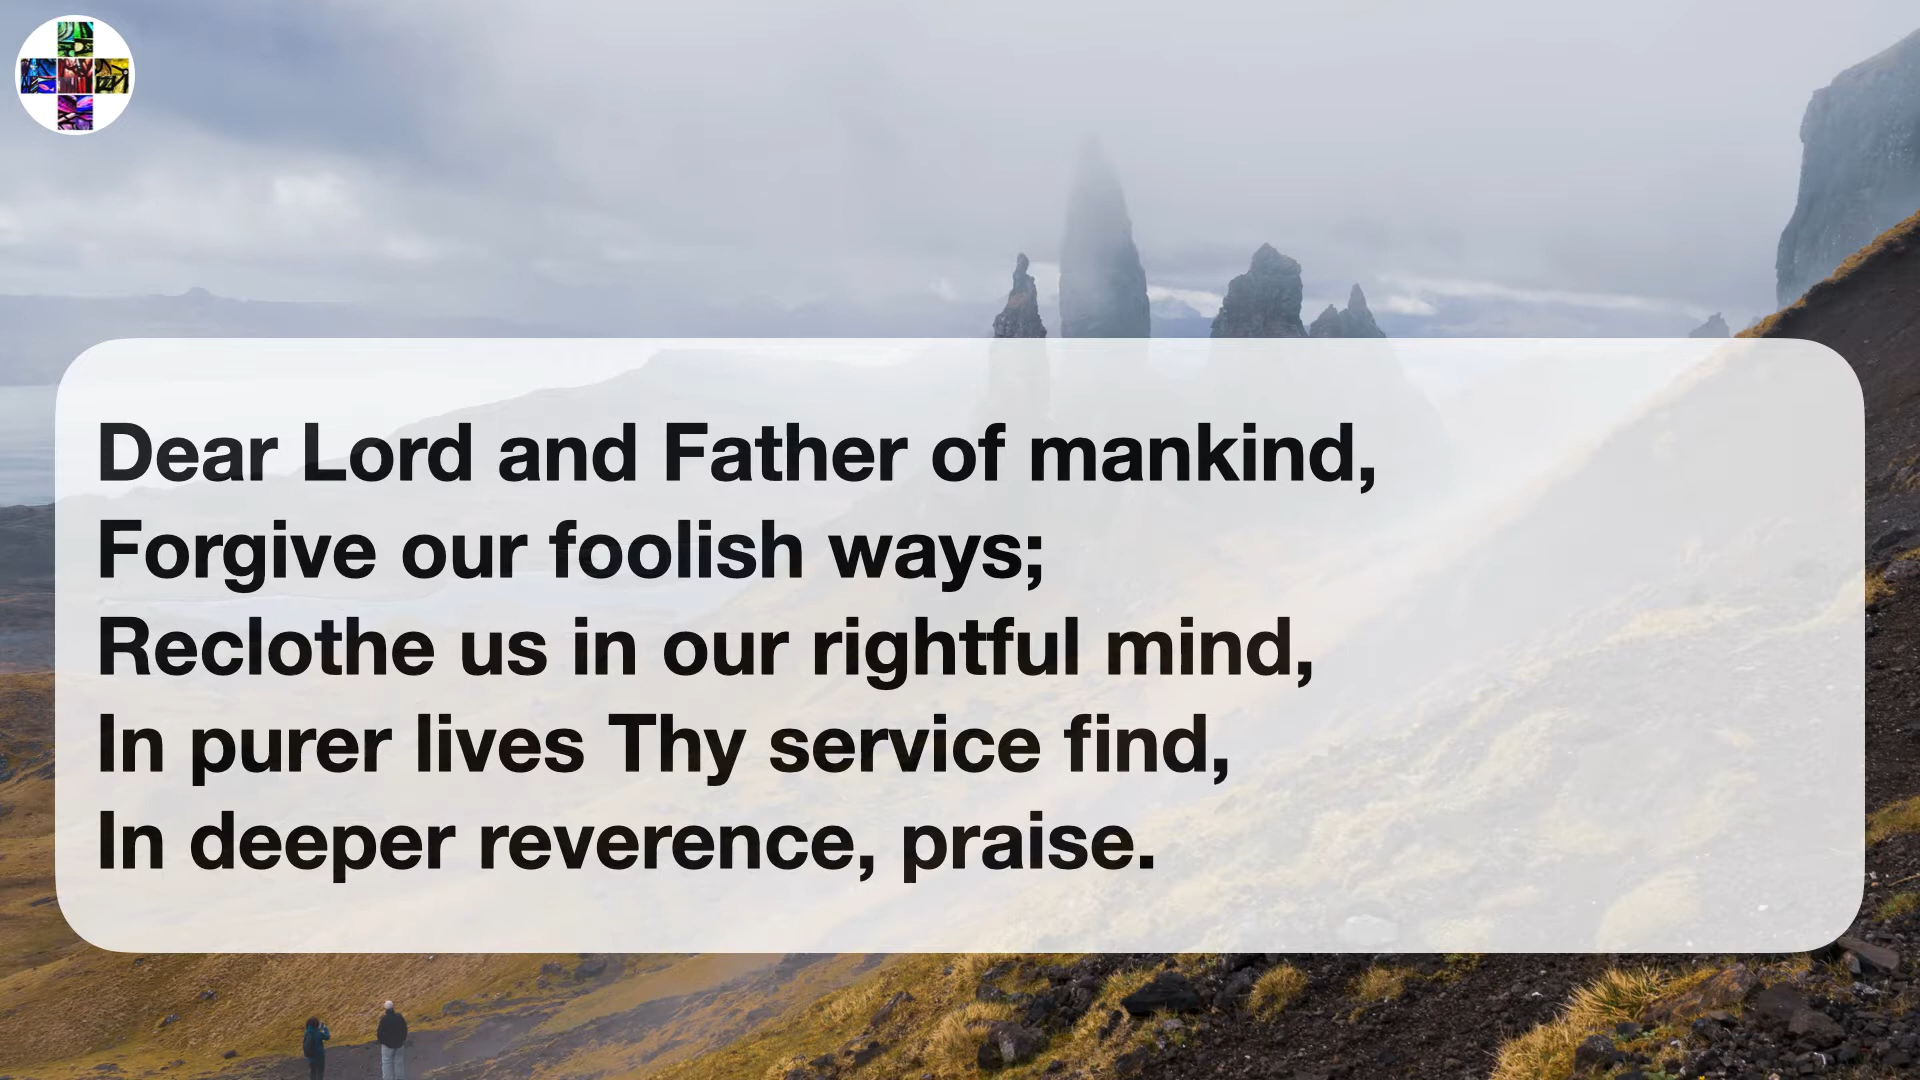 Dear Lord and Father of mankind,
Forgive our foolish ways;
Reclothe us in our rightful mind,
In purer lives Thy service find,
In deeper reverence, praise.